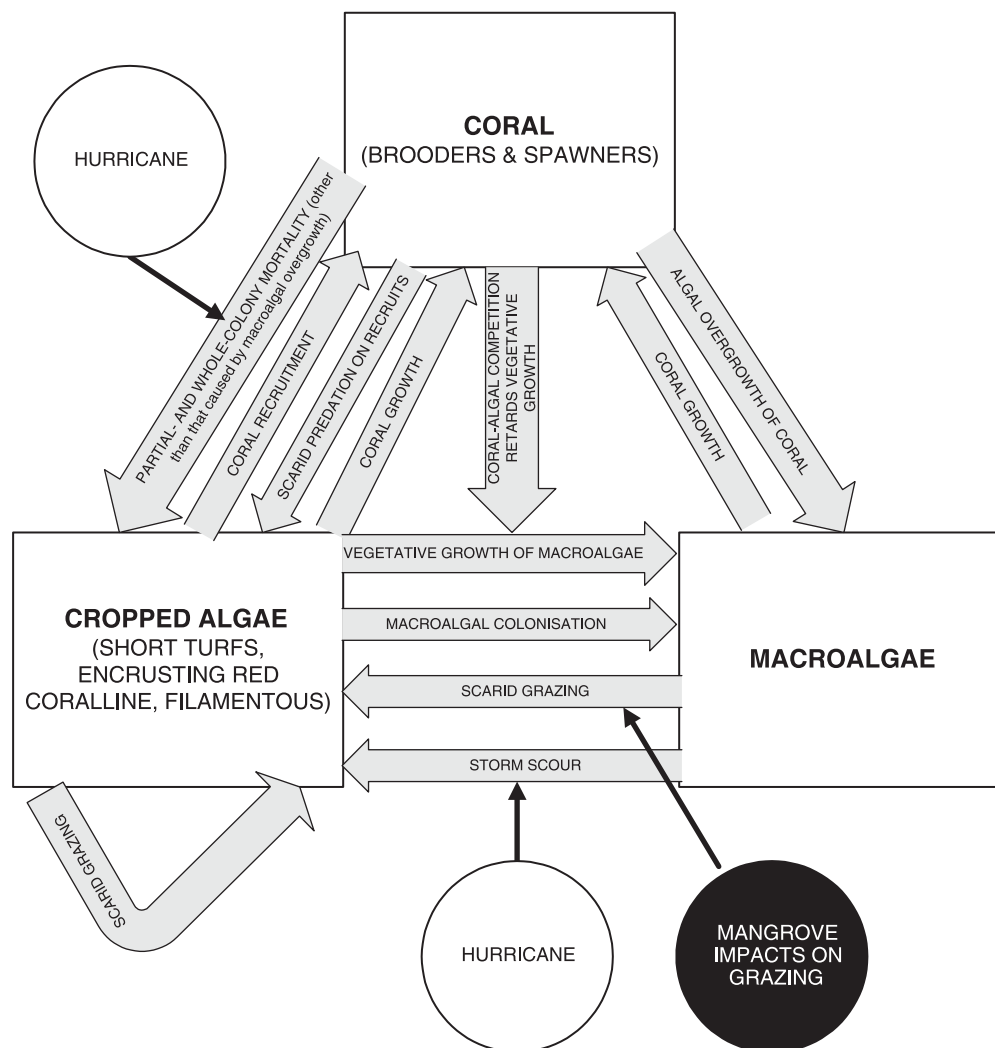 CORAL
(BROODERS & SPAWNERS)
HURRICANE
PARTIAL- AND WHOLE-COLONY MORTALITY (other
than that caused by macroalgal overgrowth)
CORAL RECRUITMENT
SCARID PREDATION ON RECRUITS
CORAL GROWTH
CORAL-ALGAL COMPETITION
RETARDS VEGETATIVE
GROWTH
CORAL GROWTH
ALGAL OVERGROWTH OF CORAL
CROPPED ALGAE
(SHORT TURFS,
ENCRUSTING RED
CORALLINE, FILAMENTOUS)
VEGETATIVE GROWTH OF MACROALGAE
MACROALGAL COLONISATION
SCARID GRAZING
STORM SCOUR
MACROALGAE
SCARID GRAZING
HURRICANE
MANGROVE
IMPACTS ON
GRAZING